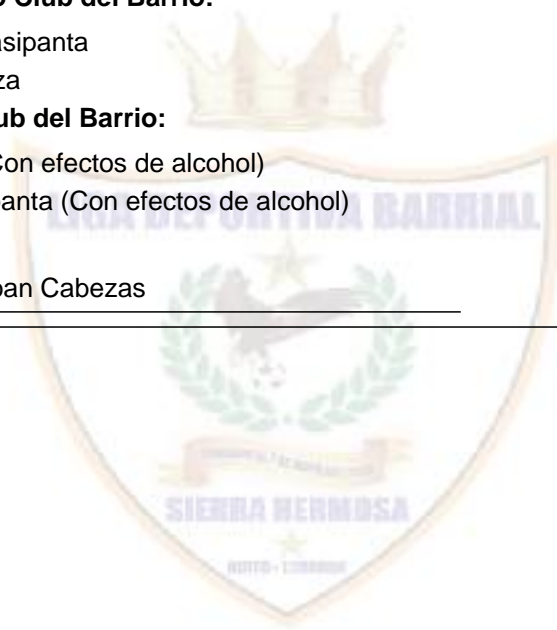 Club del Barrio:
asipanta
za
ub del Barrio:
Con efectos de alcohol)
anta (Con efectos de alcohol)
ban Cabezas
LIGA DEPORTIVA BARRIAL
SIERRA HERMOSA